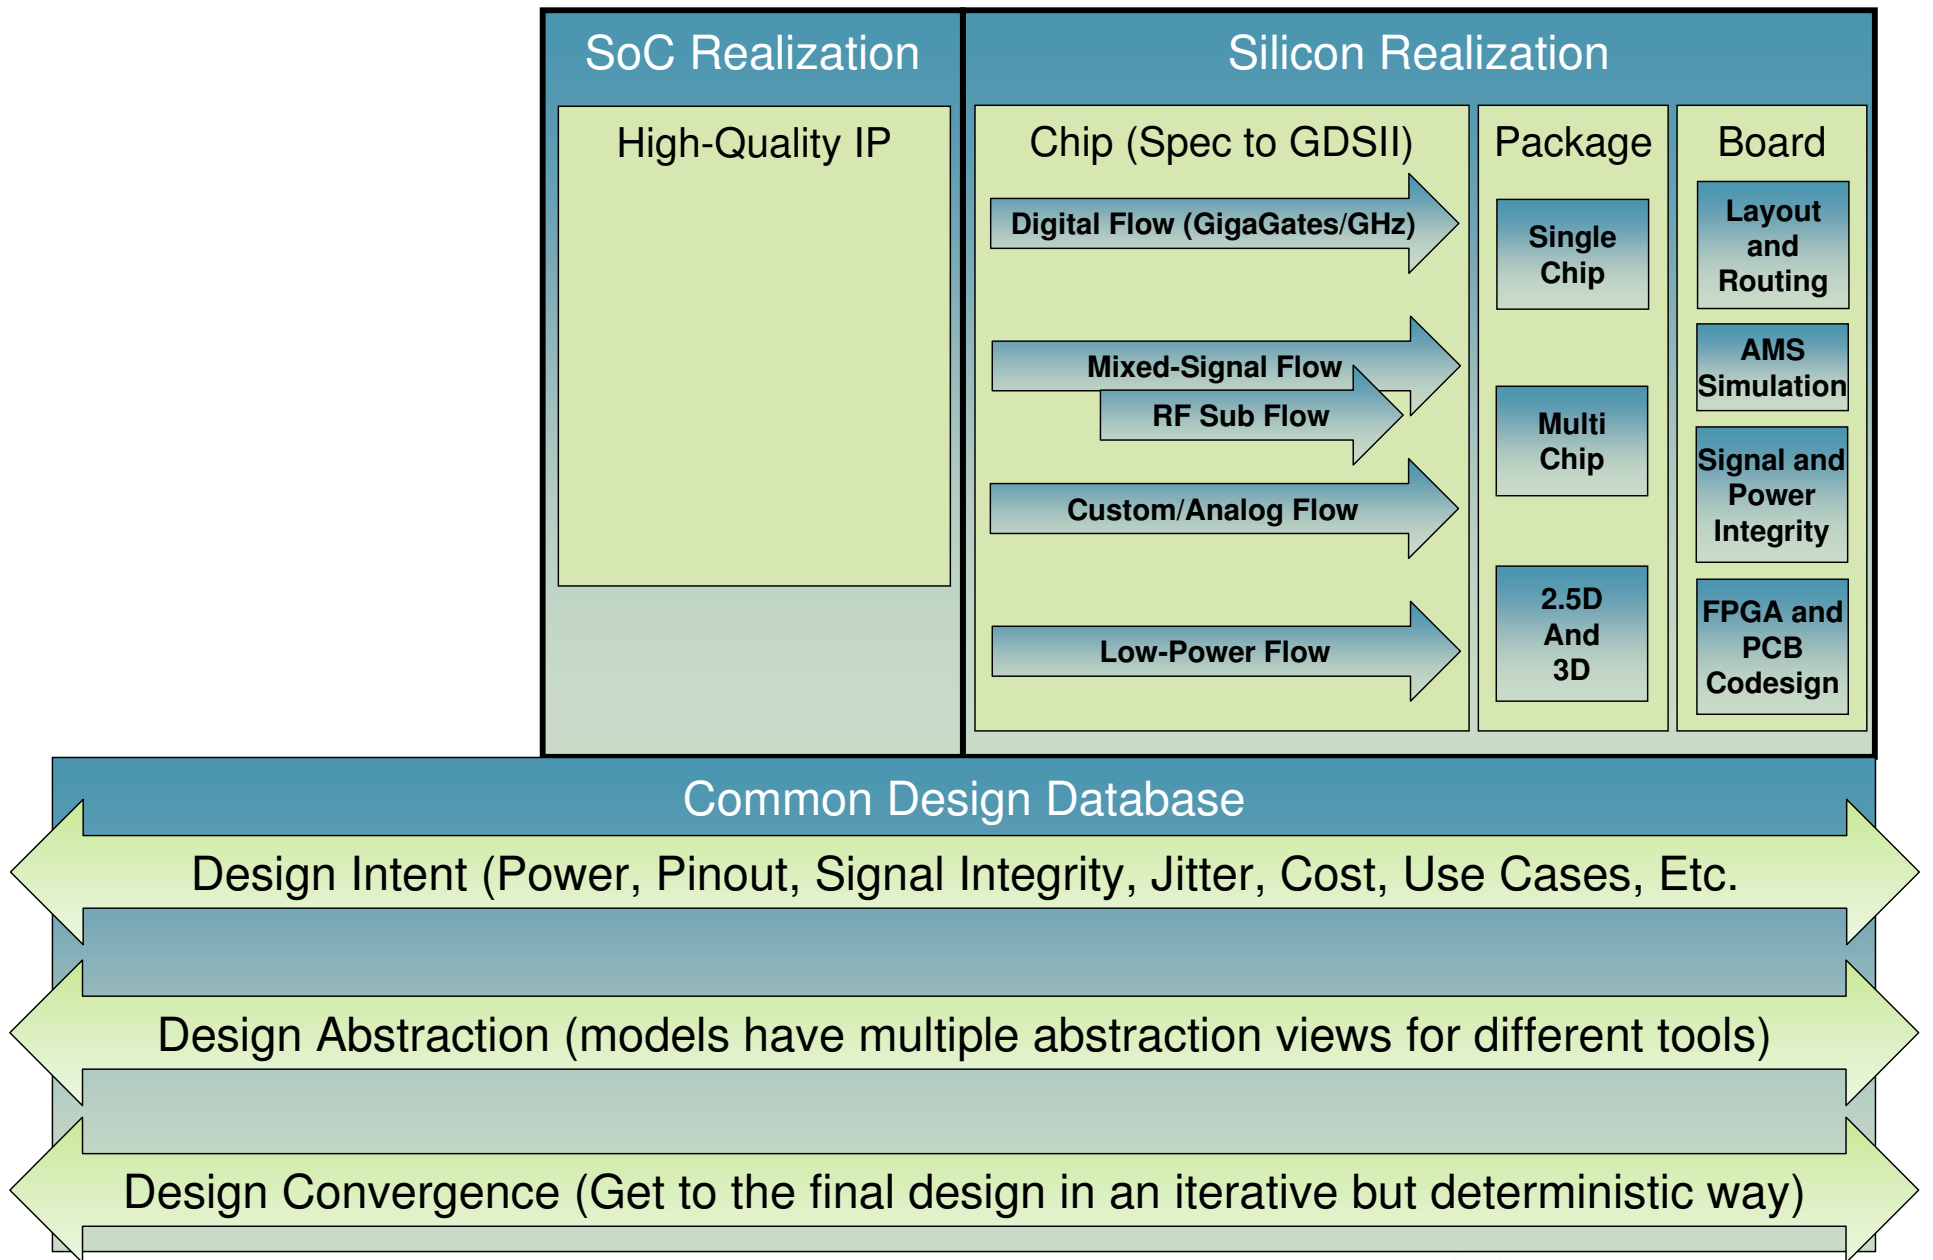 SoC Realization
Silicon Realization
High-Quality IP
Chip (Spec to GDSII)
Digital Flow (GigaGates/GHz)
Mixed-Signal Flow
RF Sub Flow
Custom/Analog Flow
Low-Power Flow
Package
Single
Chip
Multi
Chip
2.5D
And
3D
Board
Layout
and
Routing
AMS
Simulation
Signal and
Power
Integrity
FPGA and
PCB
Codesign
Common Design Database
Design Intent (Power, Pinout, Signal Integrity, Jitter, Cost, Use Cases, Etc.
Design Abstraction (models have multiple abstraction views for different tools)
Design Convergence (Get to the final design in an iterative but deterministic way)